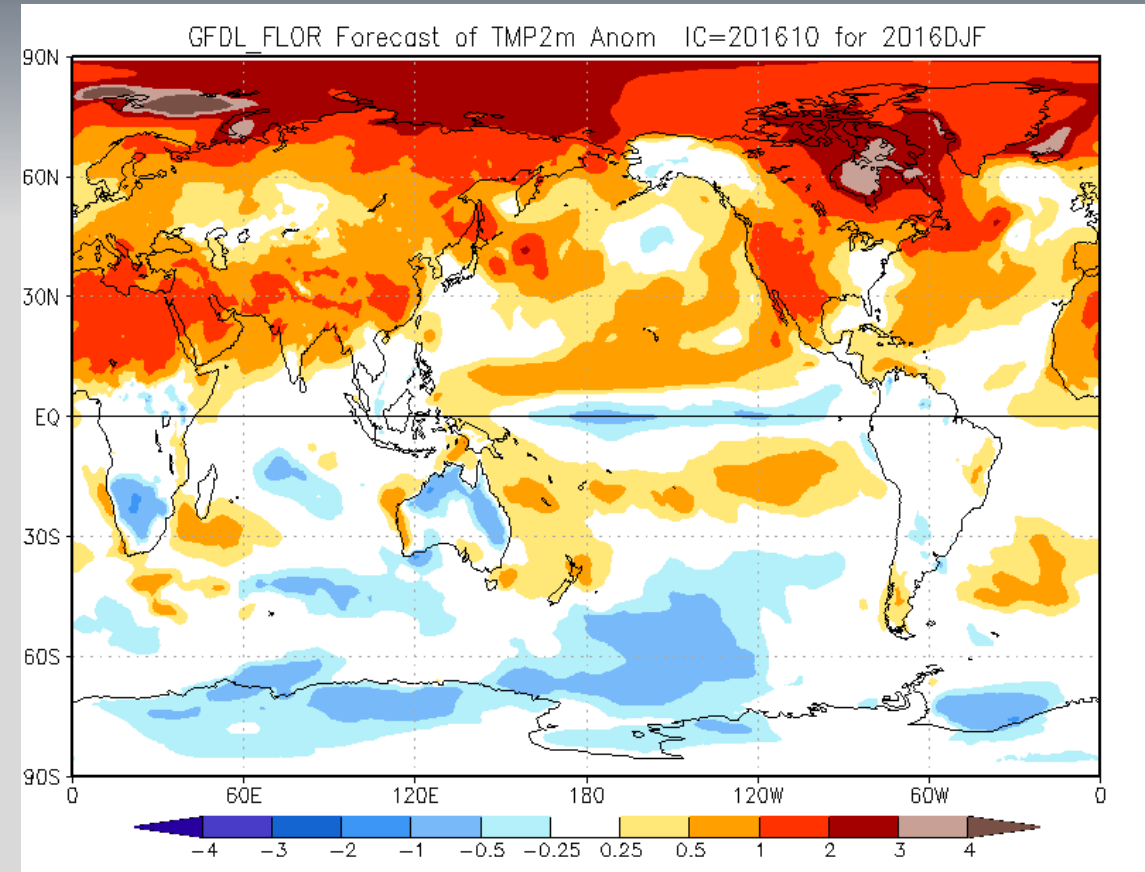 GFDL_FLOR Forecast of TMP2m Anom IC=201610 for 2016DJF
90N
60N
30N
EQ
30S
60S
90S
0 60E 120E 180 120W 60W 0
-4 -3 -2 -1 -0.5 -0.25 0.25 0.5 1 2 3 4